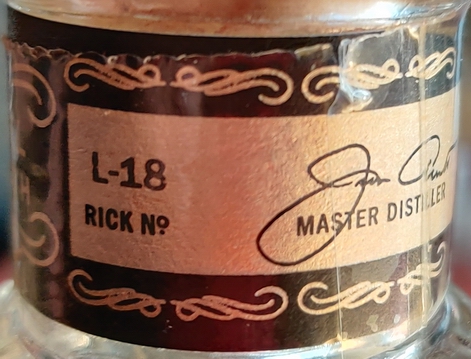 L-18
RICK Nº
MASTER DISTILLER